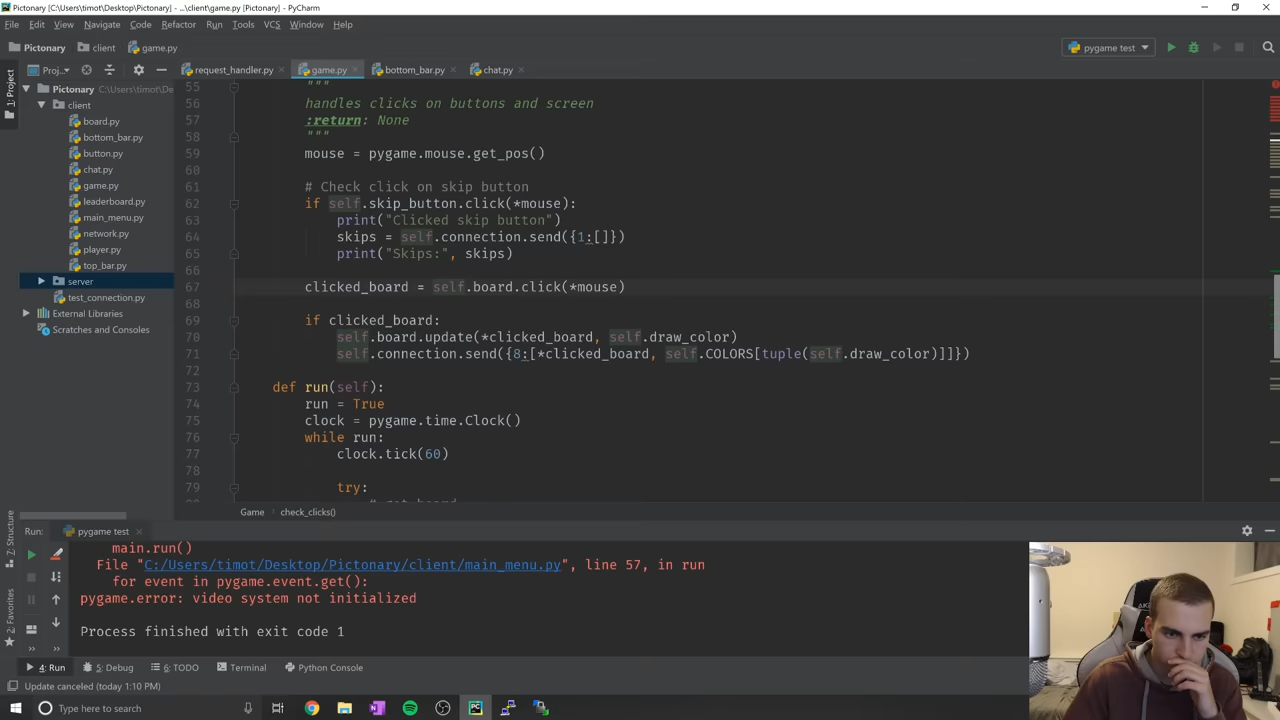 Pictonary [C:\Users\timot\Desktop\Pictonary] - ...\client\game.py [Pictonary] - PyCharm
File Edit View Navigate Code Refactor Run Tools VCS Window Help
Pictonary client game.py pygame test
1: Project
Proj... request_handler.py game.py bottom_bar.py chat.py
Pictonary C:\Users\timot\De
client
board.py
bottom_bar.py
button.py
chat.py
game.py
leaderboard.py
main_menu.py
network.py
player.py
top_bar.py
server
test_connection.py
External Libraries
Scratches and Consoles
55 """
56 handles clicks on buttons and screen
57 :return: None
58 """
59 mouse = pygame.mouse.get_pos()
60
61 # Check click on skip button
62 if self.skip_button.click(*mouse):
63 print("Clicked skip button")
64 skips = self.connection.send({1:[]})
65 print("Skips:", skips)
66
67 clicked_board = self.board.click(*mouse)
68
69 if clicked_board:
70 self.board.update(*clicked_board, self.draw_color)
71 self.connection.send({8:[*clicked_board, self.COLORS[tuple(self.draw_color)]]})
72
73 def run(self):
74 run = True
75 clock = pygame.time.Clock()
76 while run:
77 clock.tick(60)
78
79 try:
Game check_clicks()
Run: pygame test
main.run()
File "C:/Users/timot/Desktop/Pictonary/client/main_menu.py", line 57, in run
for event in pygame.event.get():
pygame.error: video system not initialized
Process finished with exit code 1
7: Structure
2: Favorites
4: Run 5: Debug 6: TODO Terminal Python Console
Update canceled (today 1:10 PM)
Type here to search